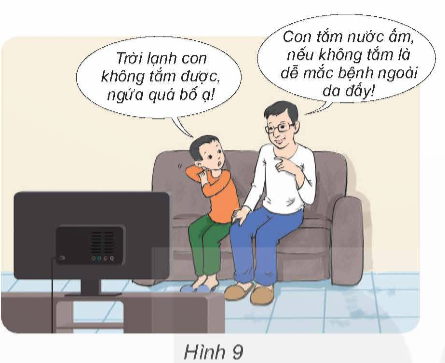 Trời lạnh con
không tắm được,
ngứa quá bố ạ!
Con tắm nước ấm,
nếu không tắm là
dễ mắc bệnh ngoài
da đấy!
Hình 9